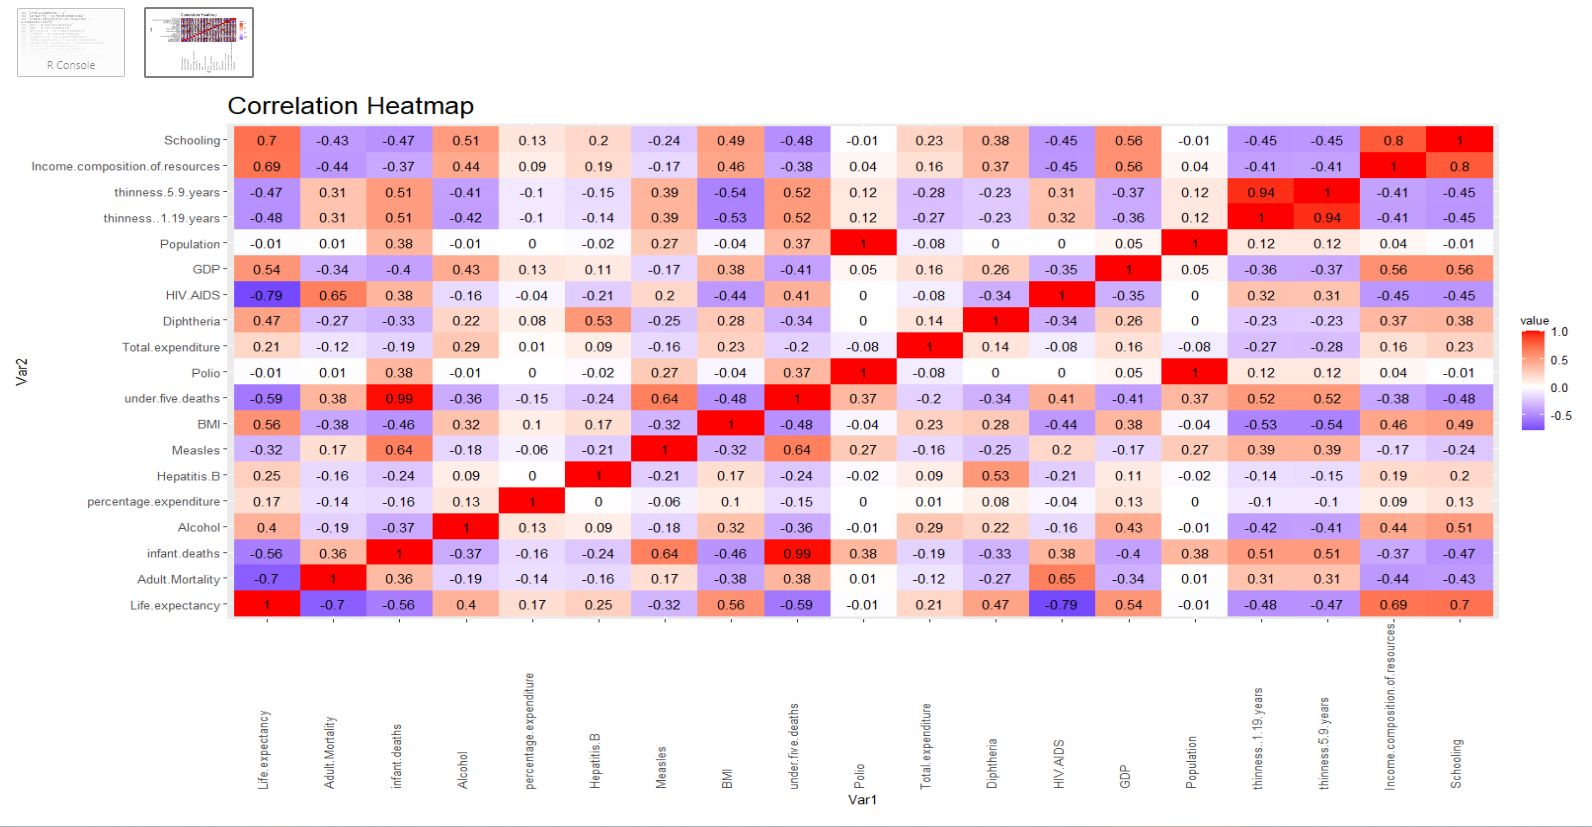 R Console
Correlation Heatmap
Schooling 0.7 -0.43 -0.47 0.51 0.13 0.2 -0.24 0.49 -0.48 -0.01 0.23 0.38 -0.45 0.56 -0.01 -0.45 -0.45 0.8 1
Income.composition.of.resources 0.69 -0.44 -0.37 0.44 0.09 0.19 -0.17 0.46 -0.38 0.04 0.16 0.37 -0.45 0.56 0.04 -0.41 -0.41 1 0.8
thinness.5.9.years -0.47 0.31 0.51 -0.41 -0.1 -0.15 0.39 -0.54 0.52 0.12 -0.28 -0.23 0.31 -0.37 0.12 0.94 1 -0.41 -0.45
thinness..1.19.years -0.48 0.31 0.51 -0.42 -0.1 -0.14 0.39 -0.53 0.52 0.12 -0.27 -0.23 0.32 -0.36 0.12 1 0.94 -0.41 -0.45
Population -0.01 0.01 0.38 -0.01 0 -0.02 0.27 -0.04 0.37 1 -0.08 0 0 0.05 1 0.12 0.12 0.04 -0.01
GDP 0.54 -0.34 -0.4 0.43 0.13 0.11 -0.17 0.38 -0.41 0.05 0.16 0.26 -0.35 1 0.05 -0.36 -0.37 0.56 0.56
HIV.AIDS -0.79 0.65 0.38 -0.16 -0.04 -0.21 0.2 -0.44 0.41 0 -0.08 -0.34 1 -0.35 0 0.32 0.31 -0.45 -0.45
Diphtheria 0.47 -0.27 -0.33 0.22 0.08 0.53 -0.25 0.28 -0.34 0 0.14 1 -0.34 0.26 0 -0.23 -0.23 0.37 0.38
Total.expenditure 0.21 -0.12 -0.19 0.29 0.01 0.09 -0.16 0.23 -0.2 -0.08 1 0.14 -0.08 0.16 -0.08 -0.27 -0.28 0.16 0.23
Polio -0.01 0.01 0.38 -0.01 0 -0.02 0.27 -0.04 0.37 1 -0.08 0 0 0.05 1 0.12 0.12 0.04 -0.01
under.five.deaths -0.59 0.38 0.99 -0.36 -0.15 -0.24 0.64 -0.48 1 0.37 -0.2 -0.34 0.41 -0.41 0.37 0.52 0.52 -0.38 -0.48
BMI 0.56 -0.38 -0.46 0.32 0.1 0.17 -0.32 1 -0.48 -0.04 0.23 0.28 -0.44 0.38 -0.04 -0.53 -0.54 0.46 0.49
Measles -0.32 0.17 0.64 -0.18 -0.06 -0.21 1 -0.32 0.64 0.27 -0.16 -0.25 0.2 -0.17 0.27 0.39 0.39 -0.17 -0.24
Hepatitis.B 0.25 -0.16 -0.24 0.09 0 1 -0.21 0.17 -0.24 -0.02 0.09 0.53 -0.21 0.11 -0.02 -0.14 -0.15 0.19 0.2
percentage.expenditure 0.17 -0.14 -0.16 0.13 1 0 -0.06 0.1 -0.15 0 0.01 0.08 -0.04 0.13 0 -0.1 -0.1 0.09 0.13
Alcohol 0.4 -0.19 -0.37 1 0.13 0.09 -0.18 0.32 -0.36 -0.01 0.29 0.22 -0.16 0.43 -0.01 -0.42 -0.41 0.44 0.51
infant.deaths -0.56 0.36 1 -0.37 -0.16 -0.24 0.64 -0.46 0.99 0.38 -0.19 -0.33 0.38 -0.4 0.38 0.51 0.51 -0.37 -0.47
Adult.Mortality -0.7 1 0.36 -0.19 -0.14 -0.16 0.17 -0.38 0.38 0.01 -0.12 -0.27 0.65 -0.34 0.01 0.31 0.31 -0.44 -0.43
Life.expectancy 1 -0.7 -0.56 0.4 0.17 0.25 -0.32 0.56 -0.59 -0.01 0.21 0.47 -0.79 0.54 -0.01 -0.48 -0.47 0.69 0.7
Var2
Life.expectancy
Adult.Mortality
infant.deaths
Alcohol
percentage.expenditure
Hepatitis.B
Measles
BMI
under.five.deaths
Polio
Total.expenditure
Diphtheria
HIV.AIDS
GDP
Population
thinness..1.19.years
thinness.5.9.years
Income.composition.of.resources
Schooling
Var1
value
1.0
0.5
0.0
-0.5